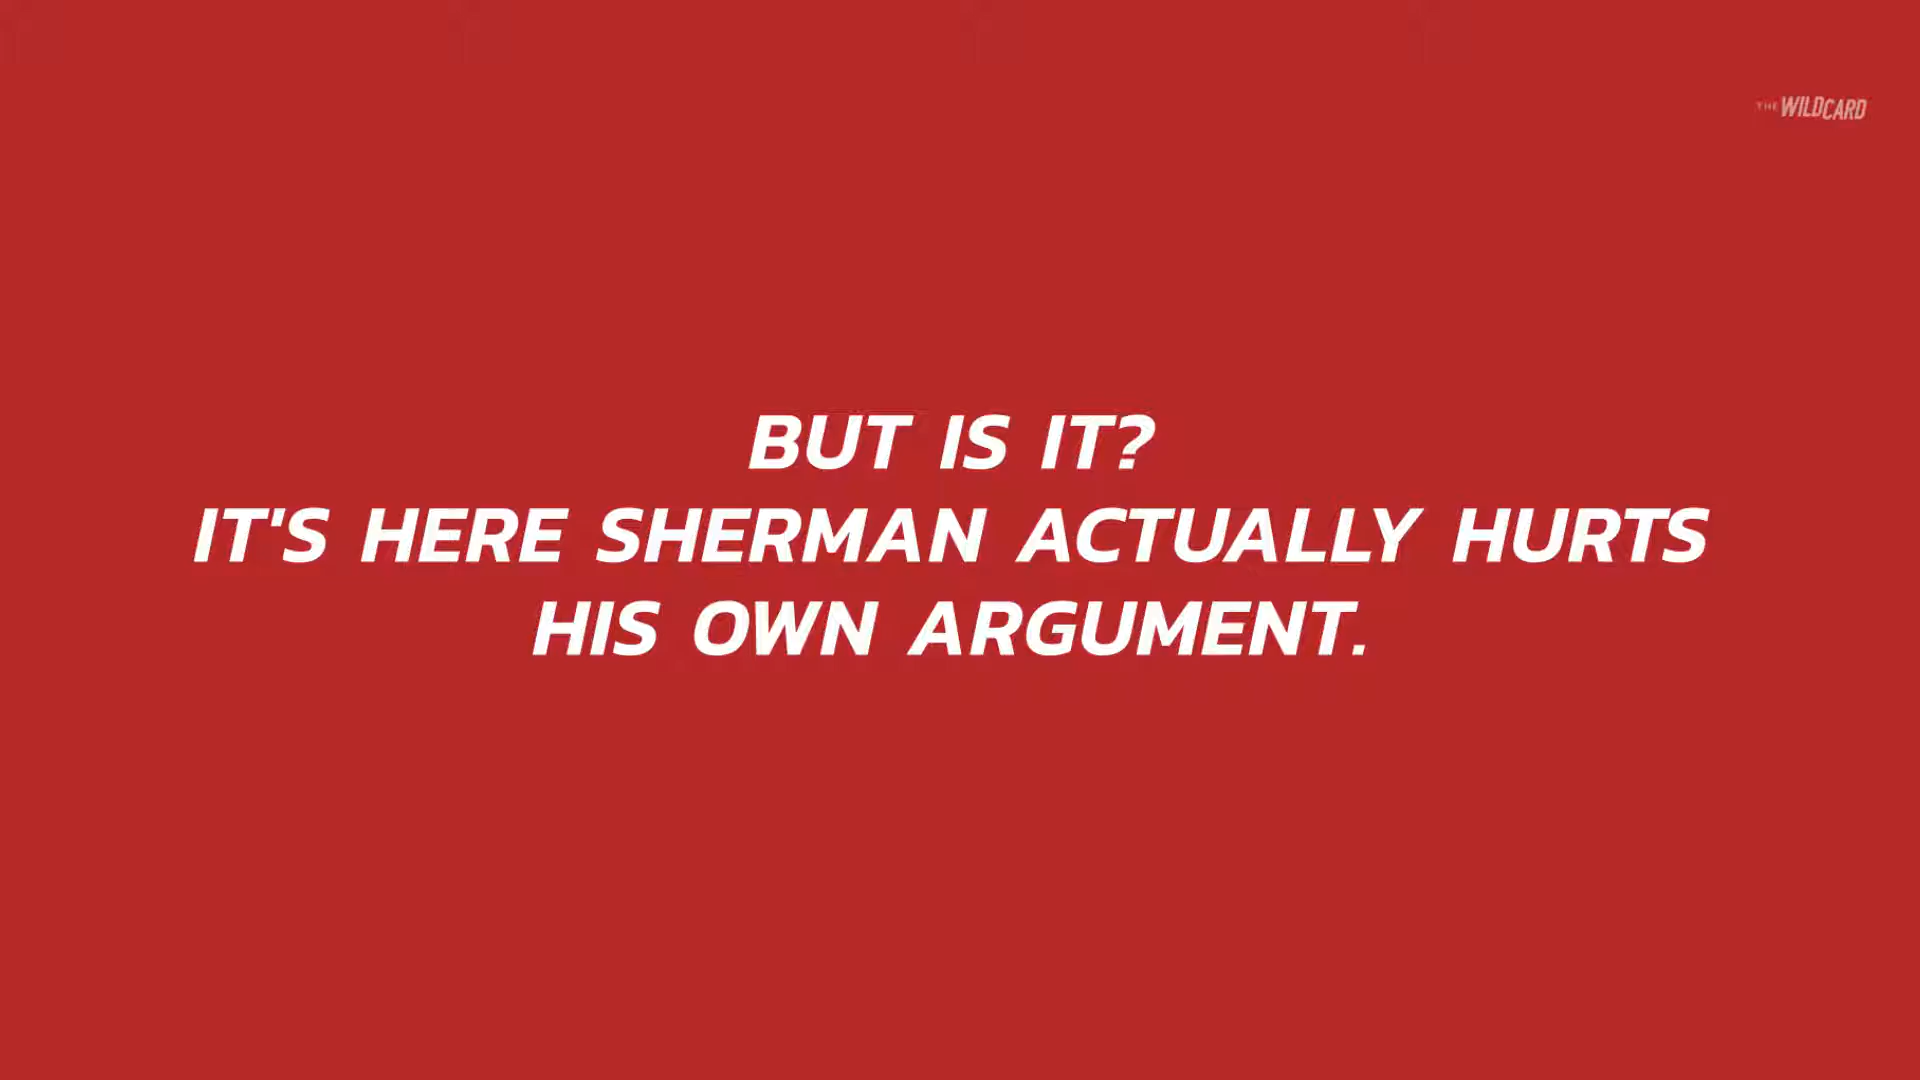 THE WILDCARD
BUT IS IT?
IT'S HERE SHERMAN ACTUALLY HURTS
HIS OWN ARGUMENT.